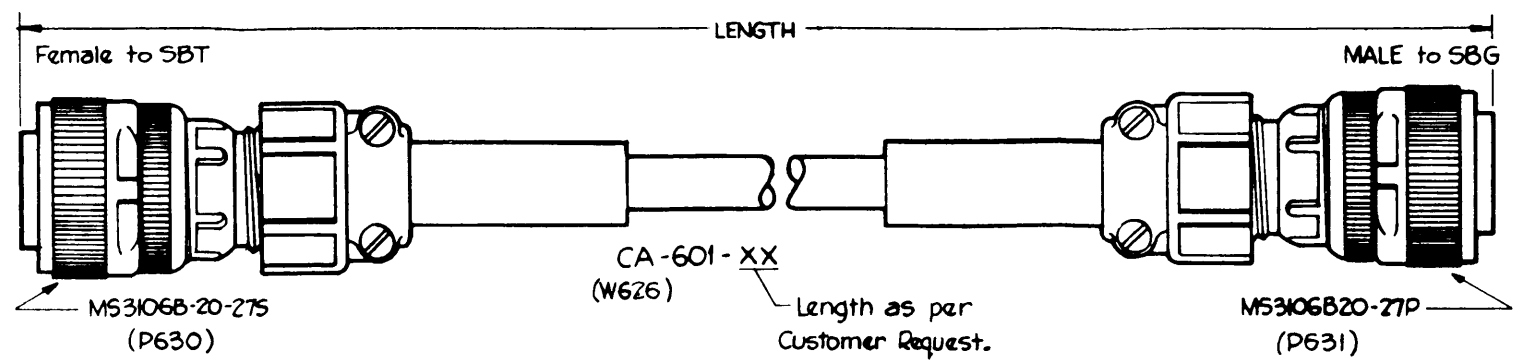 LENGTH
Female to SBT
MALE to SBG
CA-601-XX
(W626)
MS3106B-20-27S
(P630)
Length as per
Customer Request.
MS3106B20-27P
(P631)